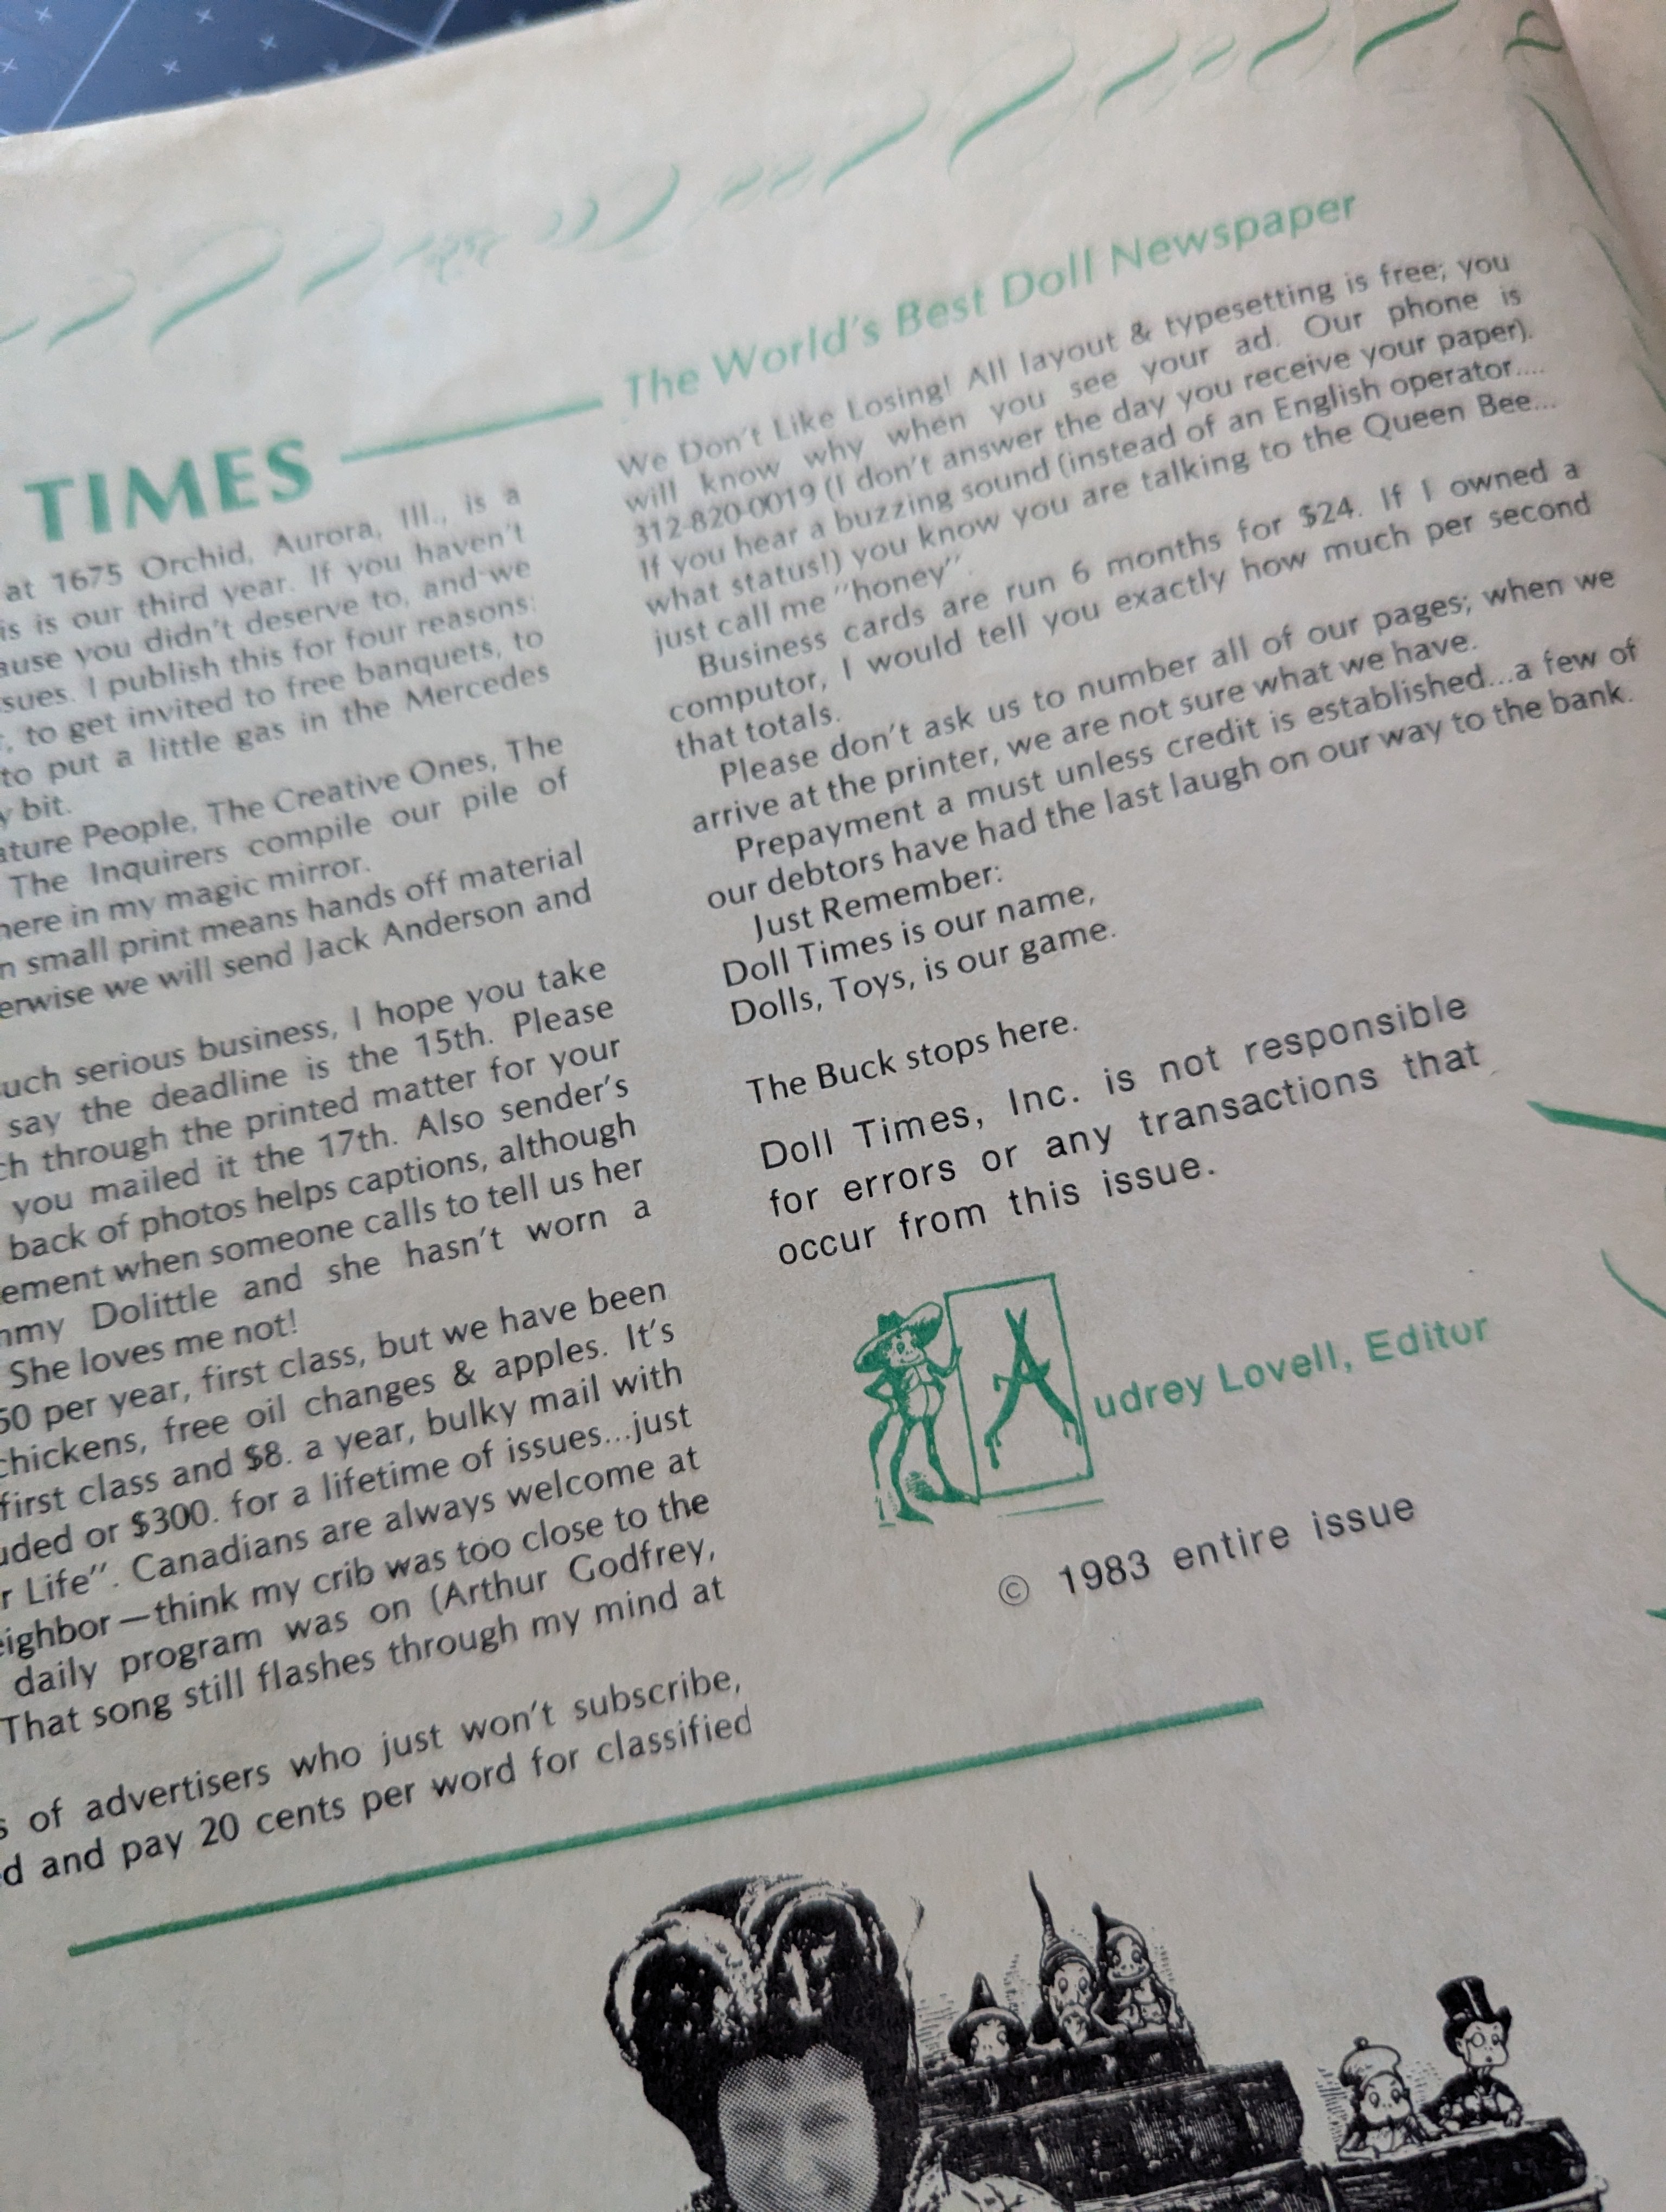 TIMES
The World's Best Doll Newspaper
at 1675 Orchid, Aurora, Ill., is a
is is our third year. If you haven't
ause you didn't deserve to, and we
sues. I publish this for four reasons:
, to get invited to free banquets, to
to put a little gas in the Mercedes
y bit.
ature People, The Creative Ones, The
The Inquirers compile our pile of
here in my magic mirror.
n small print means hands off material
erwise we will send Jack Anderson and
uch serious business, I hope you take
say the deadline is the 15th. Please
ch through the printed matter for your
you mailed it the 17th. Also sender's
back of photos helps captions, although
ement when someone calls to tell us her
mmy Dolittle and she hasn't worn a
She loves me not!
50 per year, first class, but we have been
chickens, free oil changes & apples. It's
first class and $8. a year, bulky mail with
uded or $300. for a lifetime of issues...just
r Life". Canadians are always welcome at
eighbor—think my crib was too close to the
daily program was on (Arthur Godfrey,
That song still flashes through my mind at
s of advertisers who just won't subscribe,
d and pay 20 cents per word for classified
We Don't Like Losing! All layout & typesetting is free; you
will know why when you see your ad. Our phone is
312-820-0019 (I don't answer the day you receive your paper).
If you hear a buzzing sound (instead of an English operator....
what status!) you know you are talking to the Queen Bee...
just call me "honey".
Business cards are run 6 months for $24. If I owned a
computor, I would tell you exactly how much per second
that totals.
Please don't ask us to number all of our pages; when we
arrive at the printer, we are not sure what we have.
Prepayment a must unless credit is established...a few of
our debtors have had the last laugh on our way to the bank.
Just Remember:
Doll Times is our name,
Dolls, Toys, is our game.
The Buck stops here.
Doll Times, Inc. is not responsible
for errors or any transactions that
occur from this issue.
Audrey Lovell, Editor
© 1983 entire issue